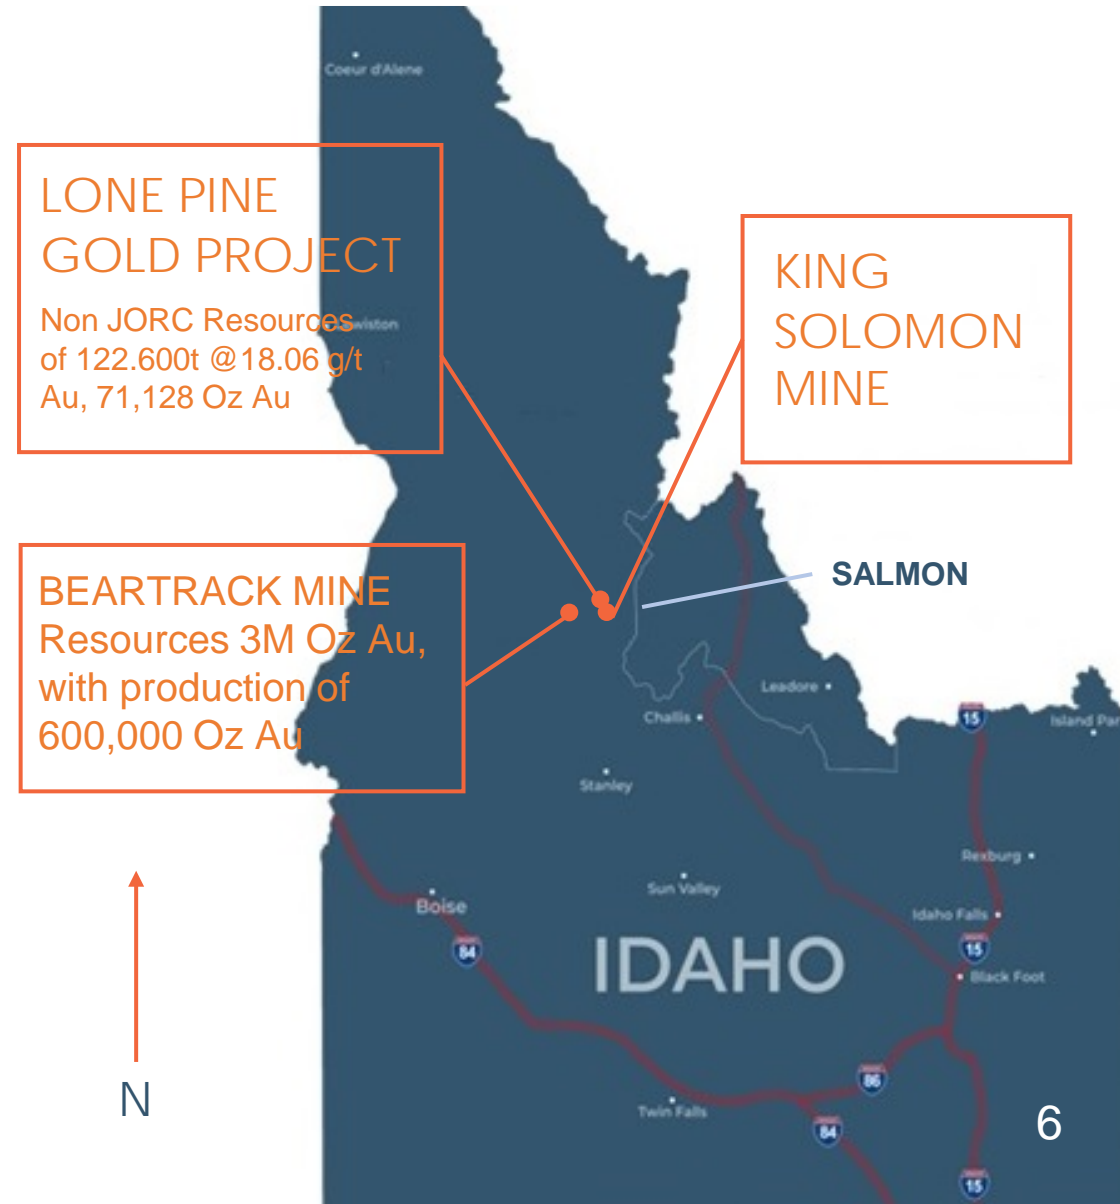 Coeur d'Alene
LONE PINE
GOLD PROJECT
Non JORC Resources
of 122.600t @18.06 g/t
Au, 71,128 Oz Au
KING
SOLOMON
MINE
BEARTRACK MINE
Resources 3M Oz Au,
with production of
600,000 Oz Au
SALMON
Leadore
Challis
15
Island Par
Stanley
Rexburg
Sun Valley
Boise
Idaho Falls
84
IDAHO
15
Black Foot
86
N
Twin Falls
84
6
15